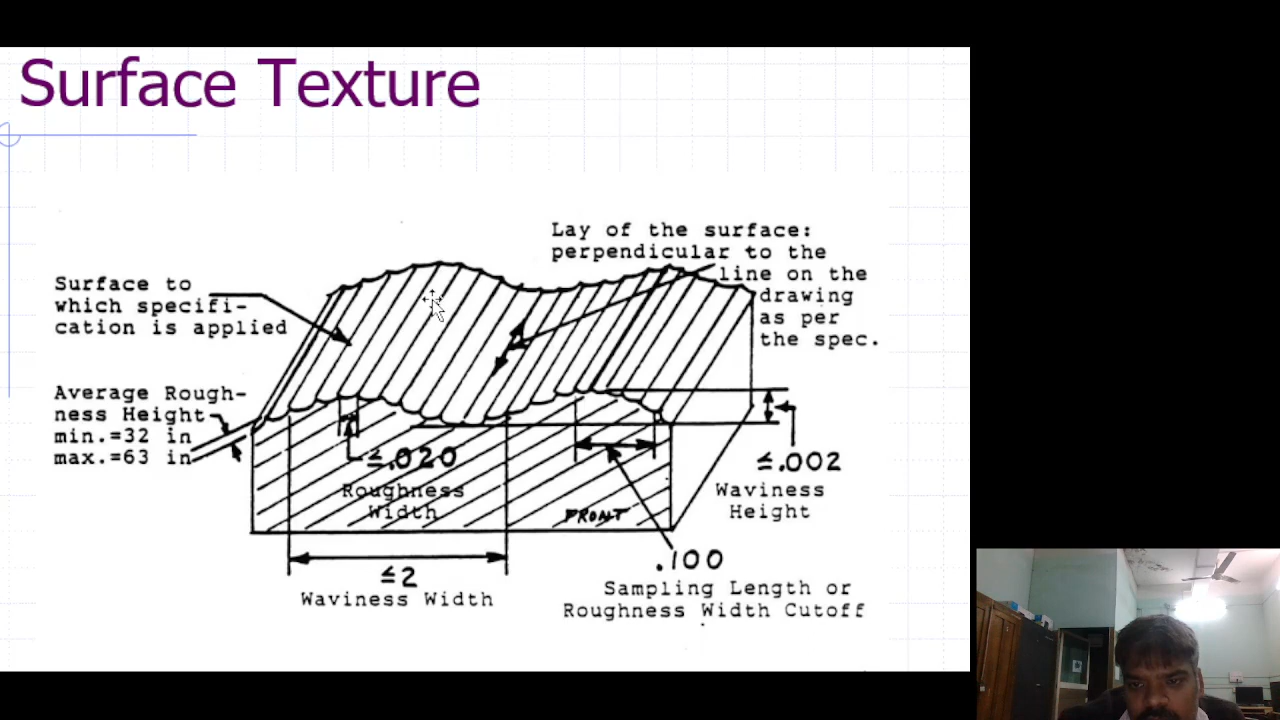 Surface Texture
Lay of the surface:
perpendicular to the
line on the
drawing
as per
the spec.
Surface to
which specifi-
cation is applied
Average Rough-
ness Height
min.=32 in
max.=63 in
≤.020
Roughness
Width
FRONT
≤.002
Waviness
Height
≤2
Waviness Width
.100
Sampling Length or
Roughness Width Cutoff